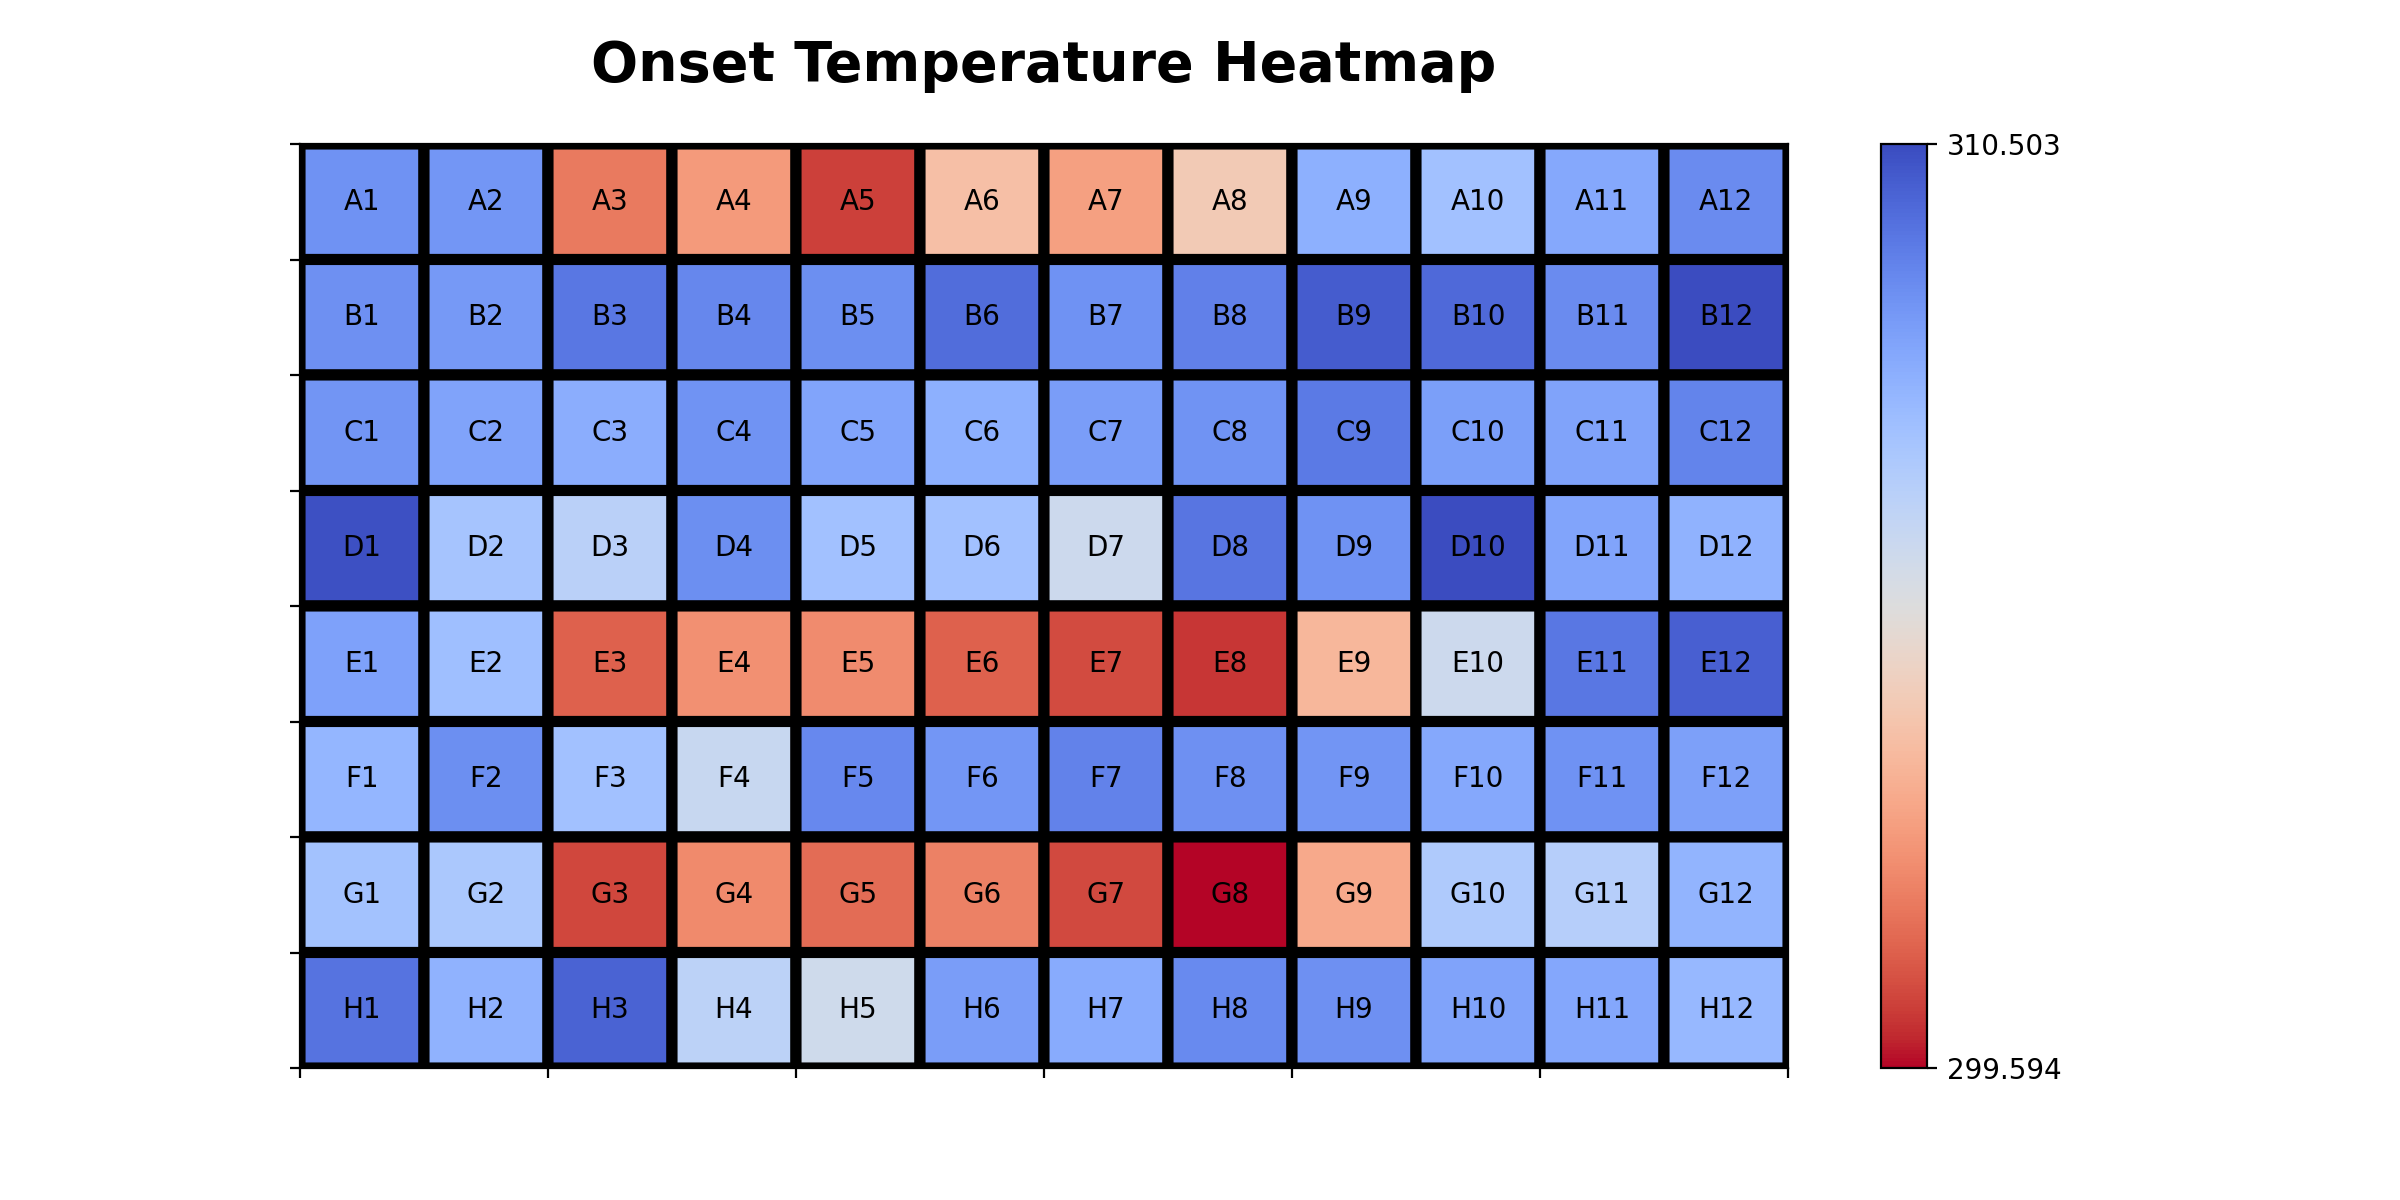 Onset Temperature Heatmap
310.503
A1 A2 A3 A4 A5 A6 A7 A8 A9 A10 A11 A12
B1 B2 B3 B4 B5 B6 B7 B8 B9 B10 B11 B12
C1 C2 C3 C4 C5 C6 C7 C8 C9 C10 C11 C12
D1 D2 D3 D4 D5 D6 D7 D8 D9 D10 D11 D12
E1 E2 E3 E4 E5 E6 E7 E8 E9 E10 E11 E12
F1 F2 F3 F4 F5 F6 F7 F8 F9 F10 F11 F12
G1 G2 G3 G4 G5 G6 G7 G8 G9 G10 G11 G12
H1 H2 H3 H4 H5 H6 H7 H8 H9 H10 H11 H12
299.594